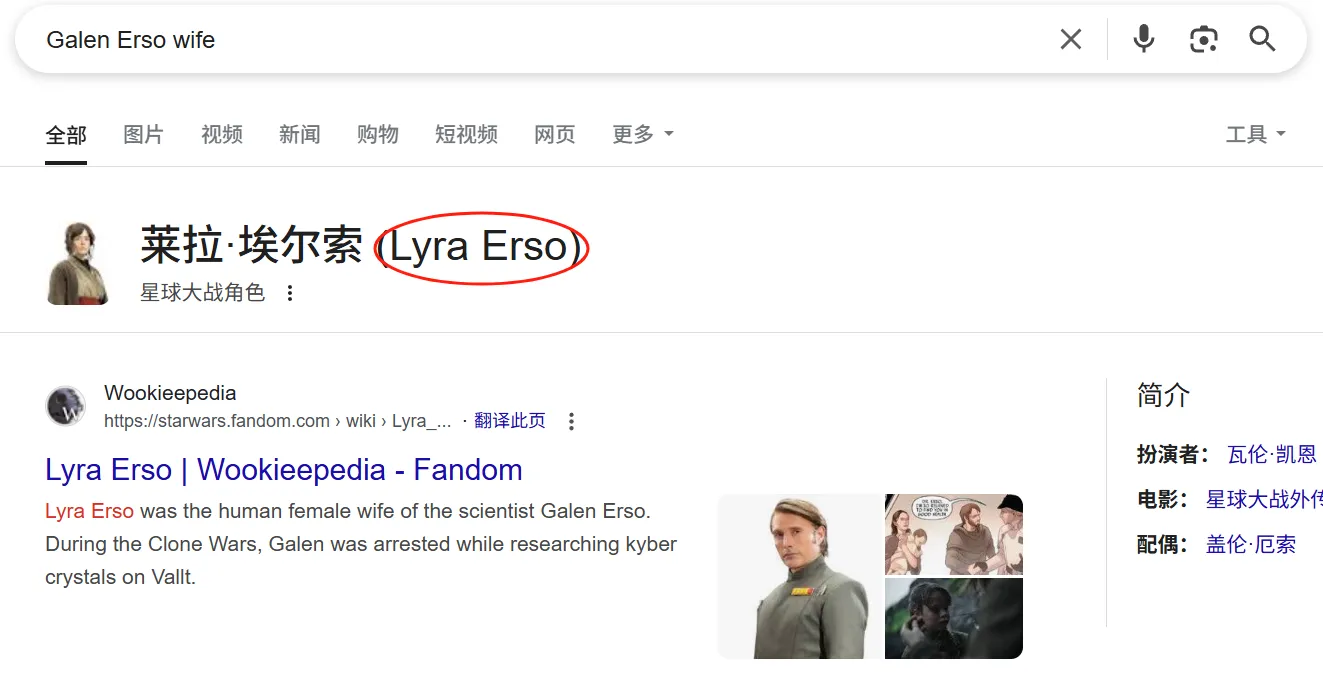 Galen Erso wife
全部 图片 视频 新闻 购物 短视频 网页 更多 工具
莱拉·埃尔索 (Lyra Erso)
星球大战角色
Wookieepedia
https://starwars.fandom.com › wiki › Lyra_... · 翻译此页
Lyra Erso | Wookieepedia - Fandom
Lyra Erso was the human female wife of the scientist Galen Erso.
During the Clone Wars, Galen was arrested while researching kyber
crystals on Vallt.
简介
扮演者： 瓦伦·凯恩
电影： 星球大战外传
配偶： 盖伦·厄索